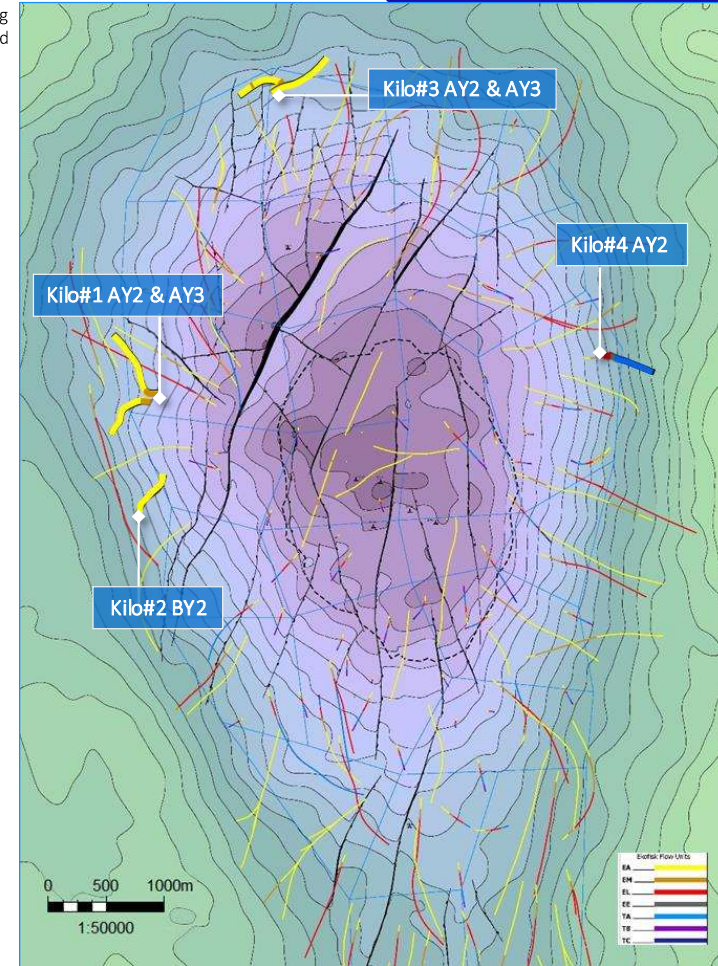 g
d
Kilo#3 AY2 & AY3
Kilo#4 AY2
Kilo#1 AY2 & AY3
Kilo#2 BY2
0 500 1000m
1:50000
Ekofisk Flow Units
EA
EM
EL
EE
TA
TB
TC